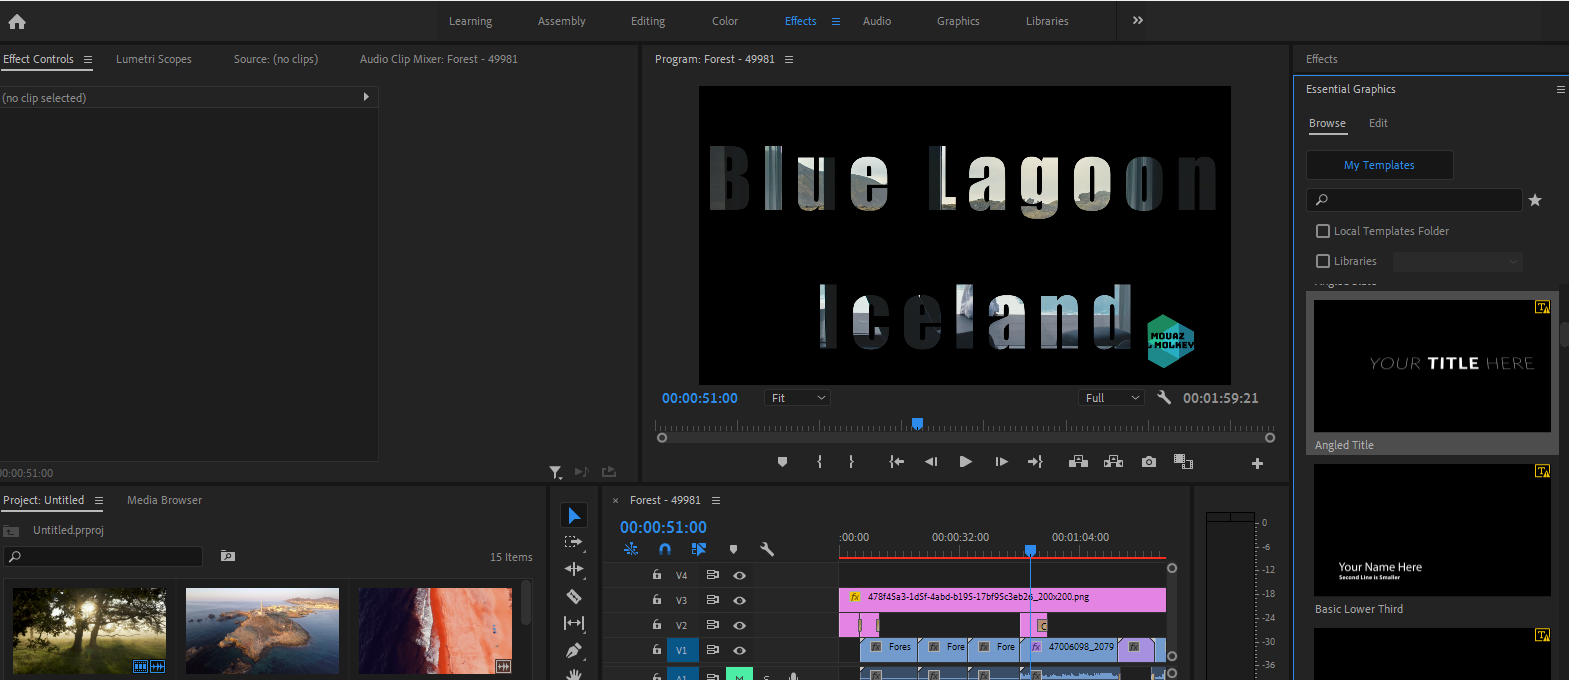 Learning Assembly Editing Color Effects Audio Graphics Libraries
Effect Controls Lumetri Scopes Source: (no clips) Audio Clip Mixer: Forest - 49981
(no clip selected)
00:00:51:00
Program: Forest - 49981
Blue Lagoon
Iceland
MOUAZ
00:00:51:00 Fit Full 00:01:59:21
Effects
Essential Graphics
Browse Edit
My Templates
Local Templates Folder
Libraries
YOUR TITLE HERE
Angled Title
Your Name Here
Second Line is Smaller
Basic Lower Third
Project: Untitled Media Browser
Untitled.prproj
15 Items
× Forest - 49981
00:00:51:00
:00:00 00:00:32:00 00:01:04:00
V4
V3 fx 478f45a3-1d5f-4abd-b195-17bf95c3eb26_200x200.png
V2 C
V1 fx Fores fx Fore fx Fore fx 47006098_2079 fx
A1 M S
0
-6
-12
-18
-24
-30
-36